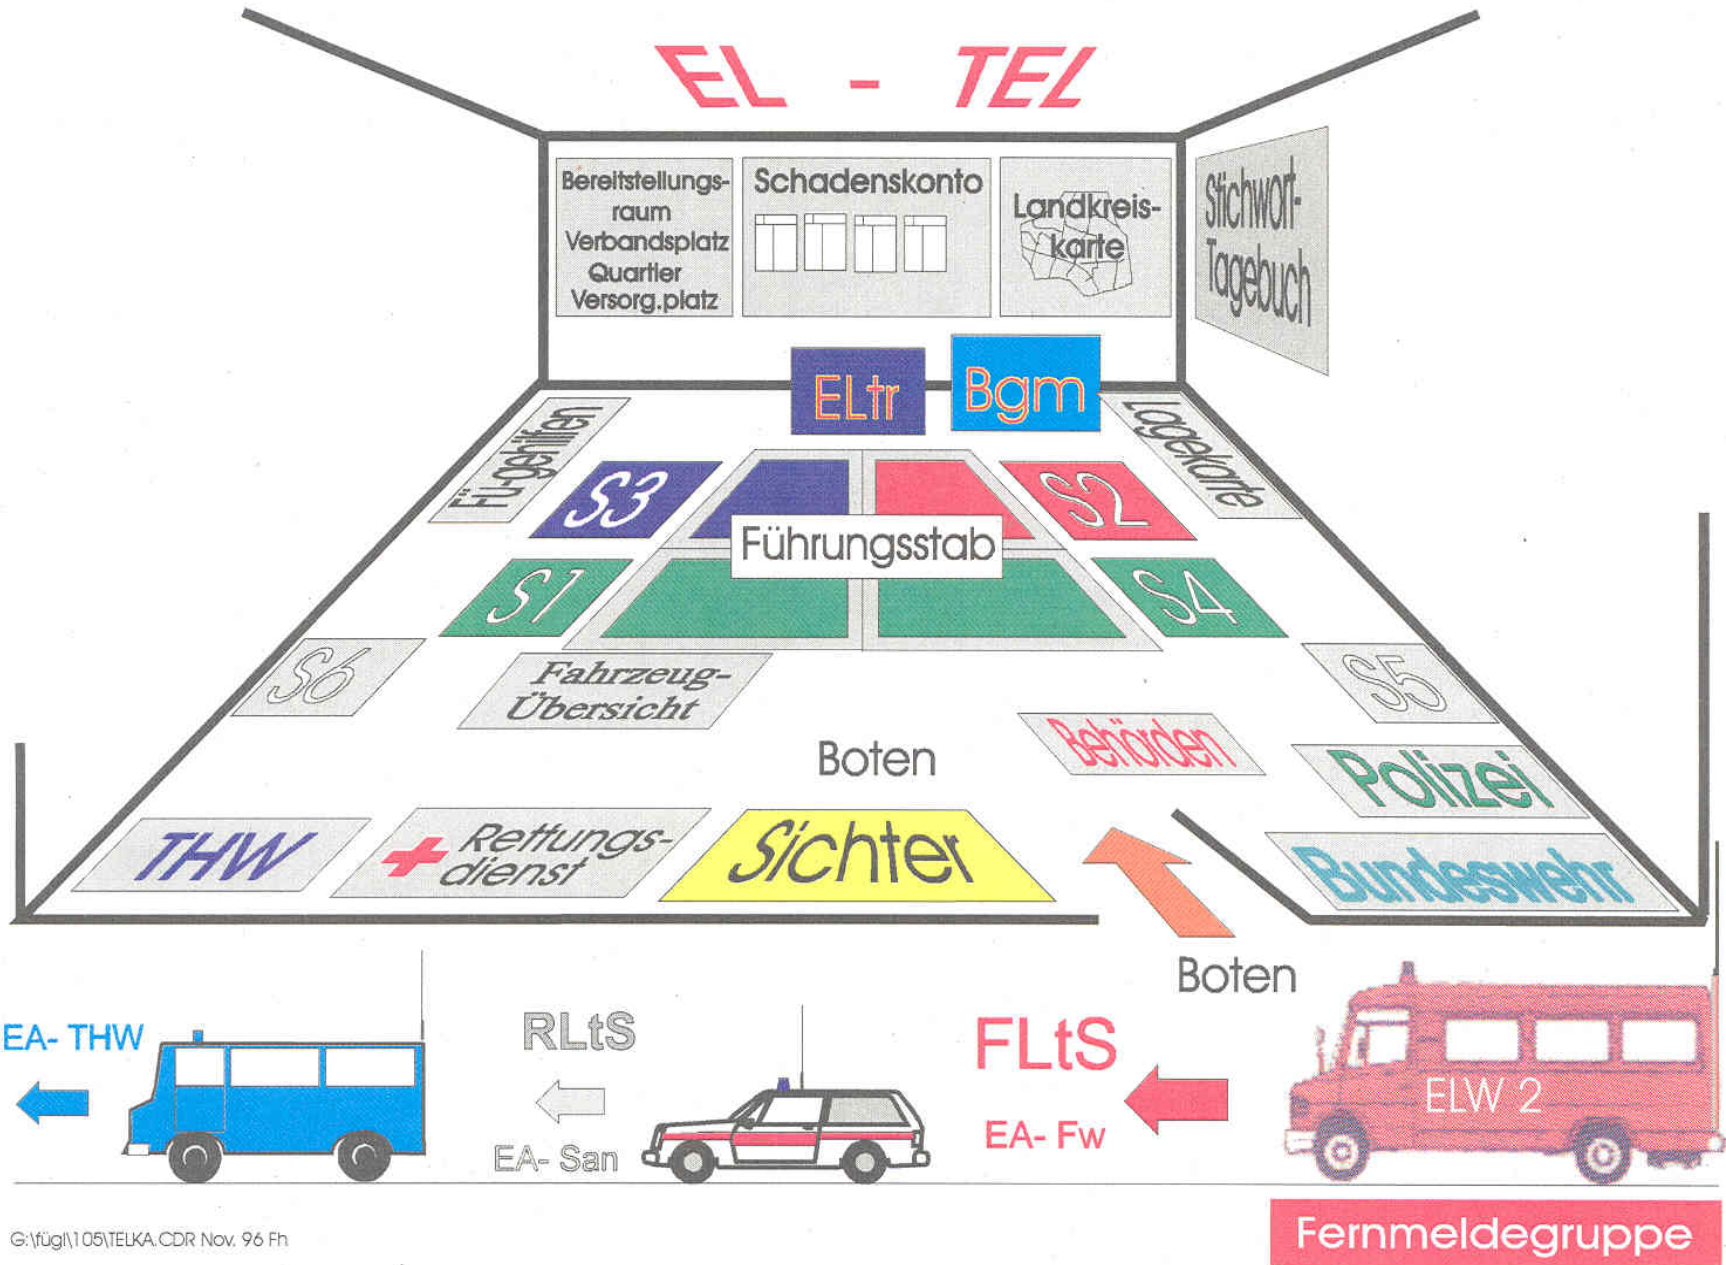 EL - TEL
Bereitstellungs-
raum
Verbandsplatz
Quartier
Versorg.platz
Schadenskonto
Landkreis-
karte
Stichwort-
Tagebuch
ELtr
Bgm
Fü-gehilfen
Lagekarte
S3
S2
Führungsstab
S1
S4
S6
S5
Fahrzeug-
Übersicht
Boten
Behörden
Polizei
THW
Rettungs-
dienst
Sichter
Bundeswehr
Boten
EA- THW
RLtS
EA- San
FLtS
EA- Fw
ELW 2
Fernmeldegruppe
G:\fügl\105\TELKA.CDR Nov. 96 Fh